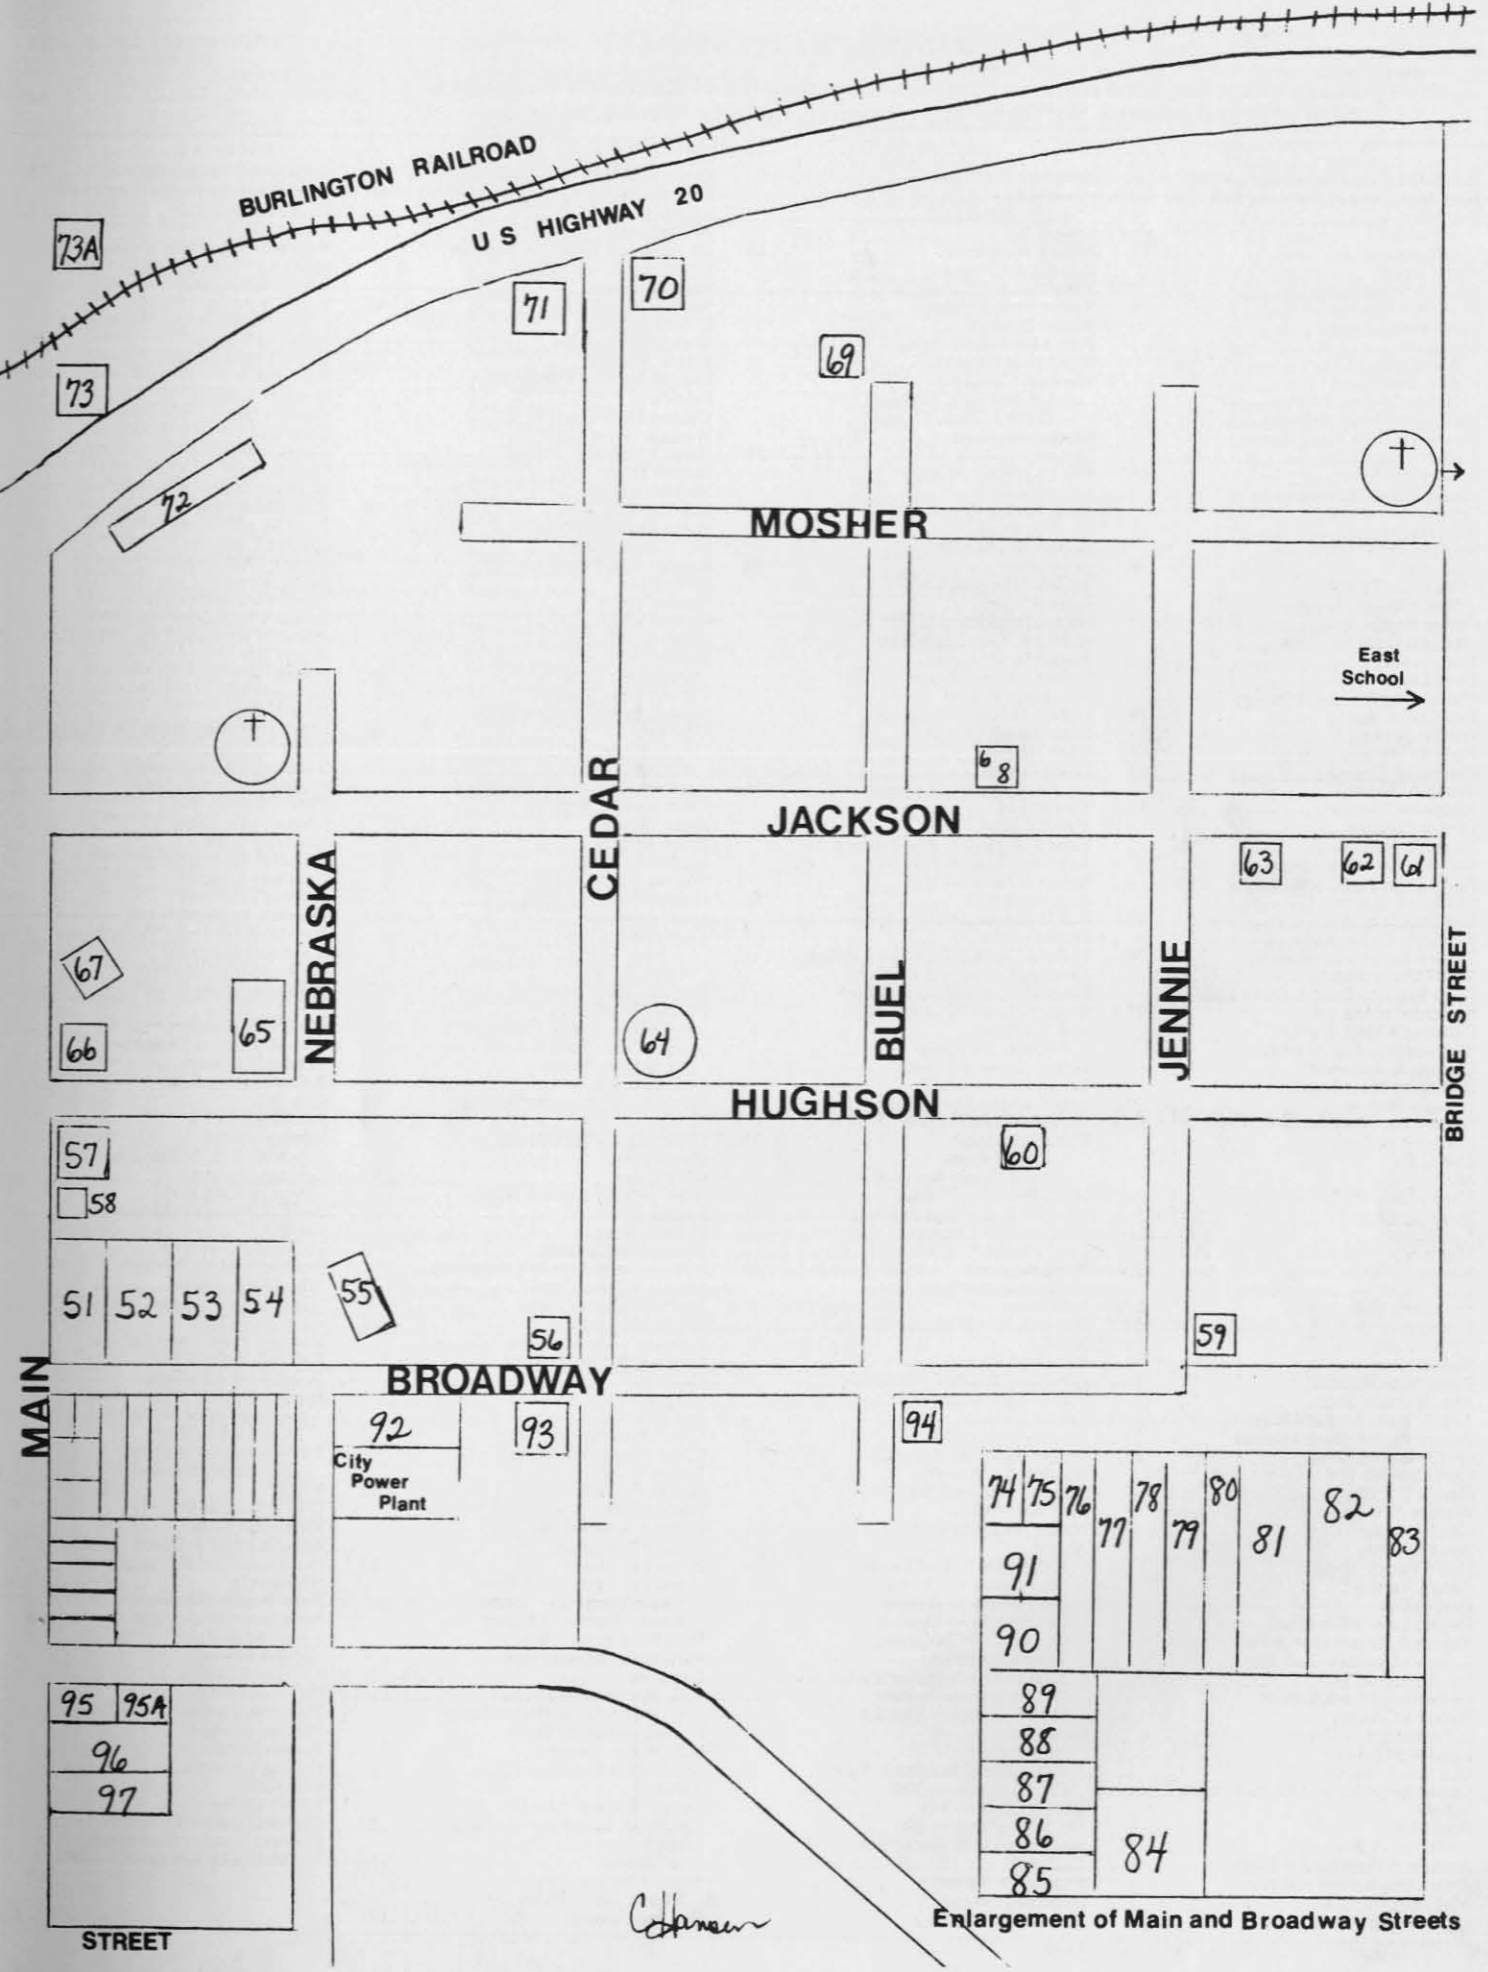 BURLINGTON RAILROAD
U S HIGHWAY 20
73A
71
70
69
73
72
MOSHER
East
School
68
CEDAR
JACKSON
63
62
61
NEBRASKA
67
66
65
64
BUEL
JENNIE
BRIDGE STREET
HUGHSON
57
58
60
51 52 53 54
55
56
59
MAIN
BROADWAY
92
City
Power
Plant
93
94
74 75 76 77 78 79 80 81 82 83
91
90
89
88
87
86
85
84
95 95A
96
97
STREET
CHansen
Enlargement of Main and Broadway Streets